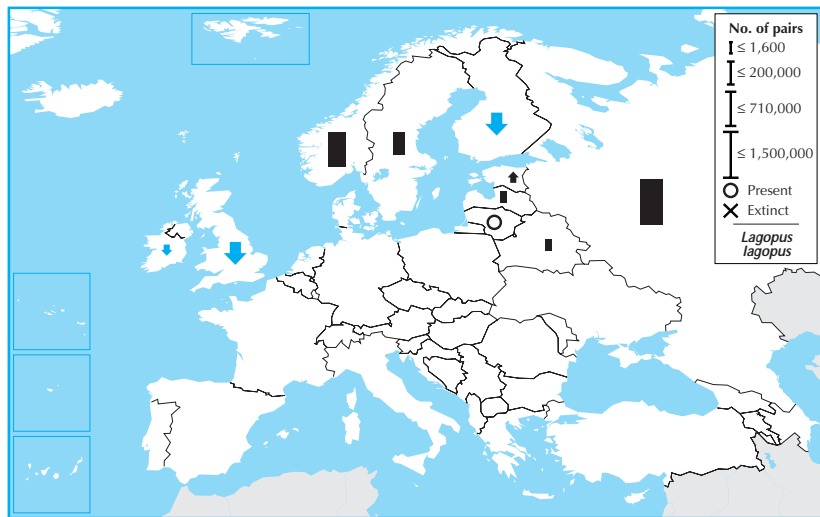 No. of pairs
≤ 1,600
≤ 200,000
≤ 710,000
≤ 1,500,000
Present
Extinct
Lagopus
lagopus